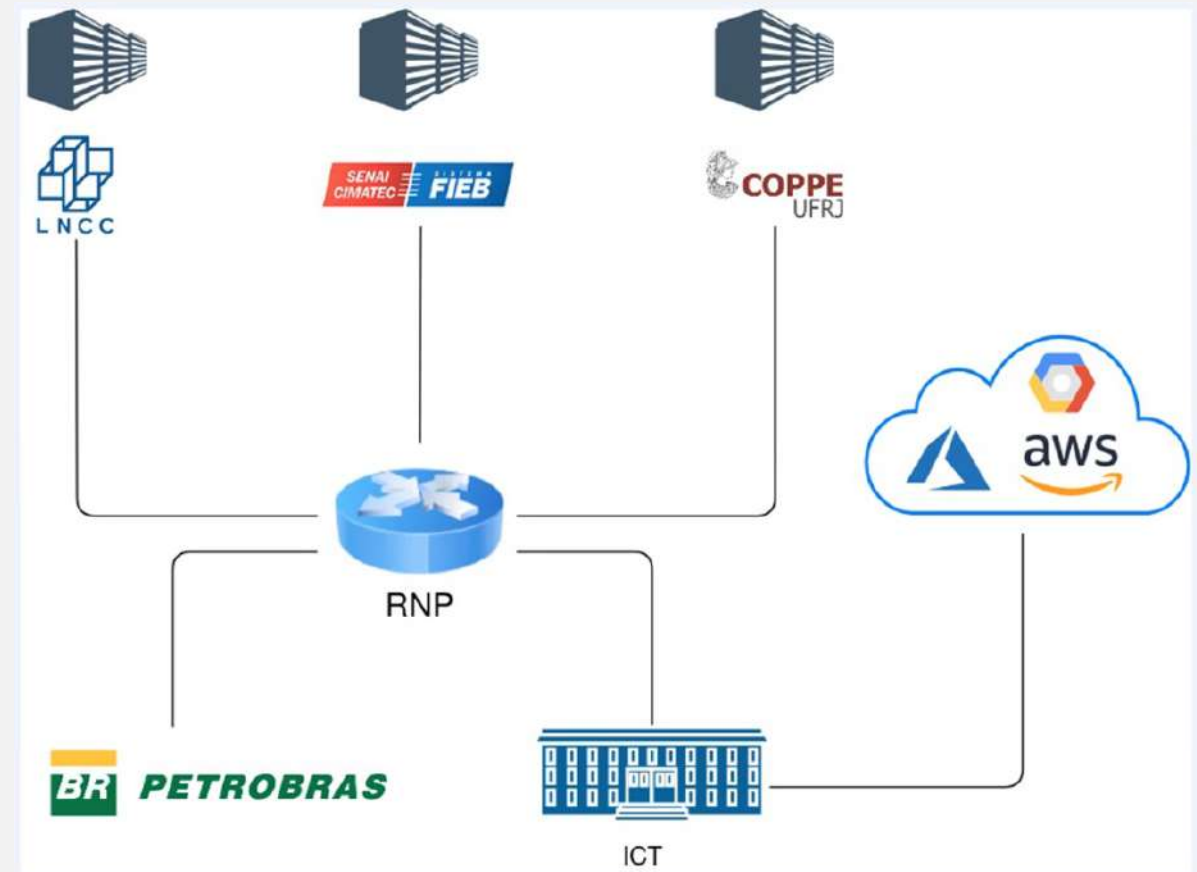 LNCC
SENAI
CIMATEC
SISTEMA
FIEB
COPPE
UFRJ
aws
RNP
BR PETROBRAS
ICT